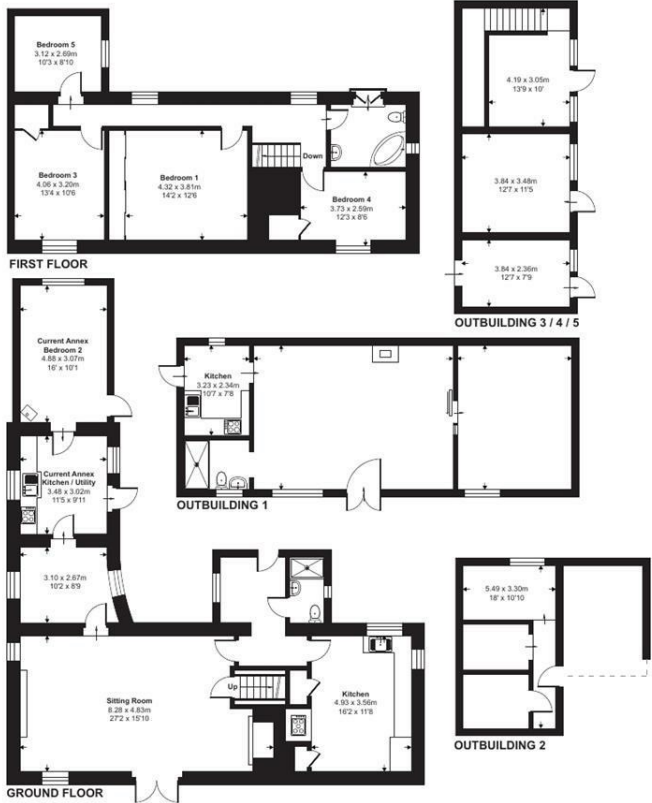 Bedroom 5
3.12 x 2.69m
10'3 x 8'10
Bedroom 3
4.06 x 3.20m
13'4 x 10'6
Bedroom 1
4.32 x 3.81m
14'2 x 12'6
Down
Bedroom 4
3.73 x 2.59m
12'3 x 8'6
FIRST FLOOR
4.19 x 3.05m
13'9 x 10'
3.84 x 3.48m
12'7 x 11'5
3.84 x 2.36m
12'7 x 7'9
OUTBUILDING 3 / 4 / 5
Current Annex
Bedroom 2
4.88 x 3.07m
16' x 10'1
Current Annex
Kitchen / Utility
3.48 x 3.02m
11'5 x 9'11
3.10 x 2.67m
10'2 x 8'9
Kitchen
3.23 x 2.34m
10'7 x 7'8
OUTBUILDING 1
Sitting Room
8.28 x 4.83m
27'2 x 15'10
Up
Kitchen
4.93 x 3.56m
16'2 x 11'8
GROUND FLOOR
5.49 x 3.30m
18' x 10'10
OUTBUILDING 2